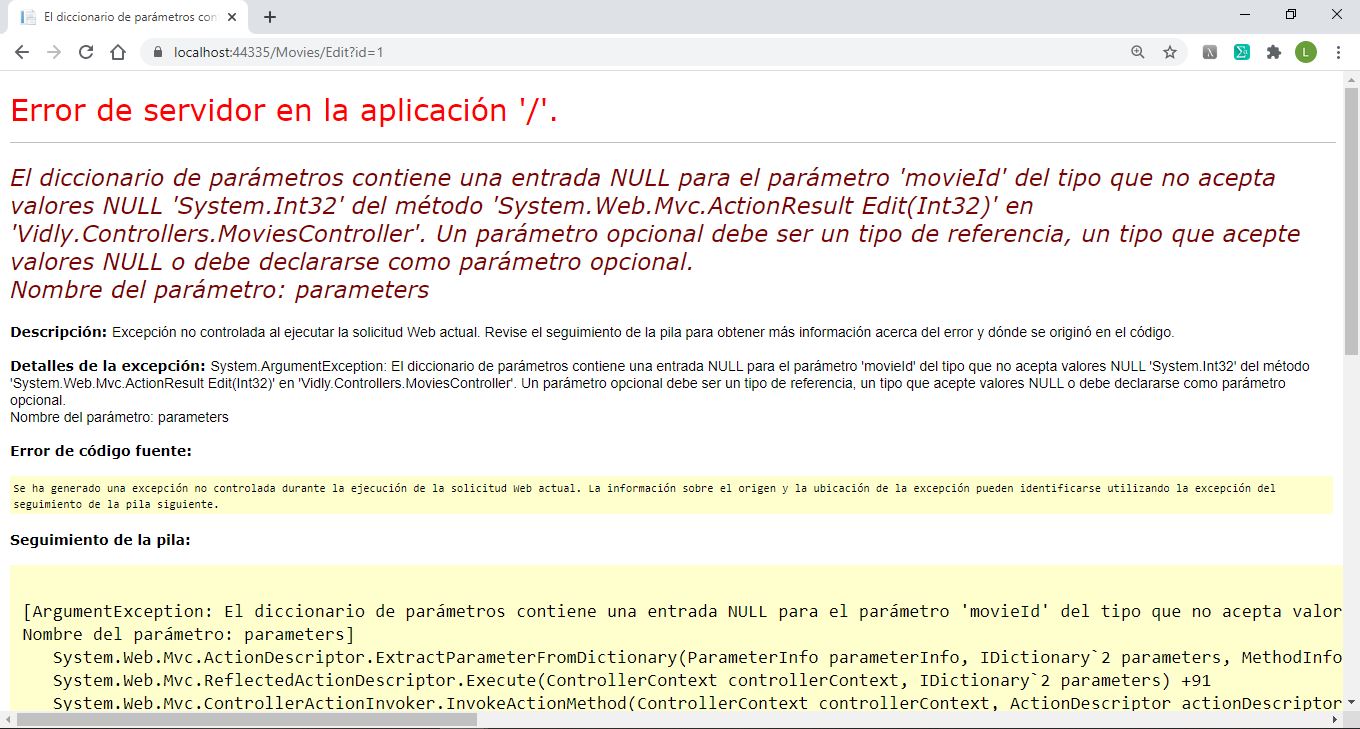 El diccionario de parámetros con
localhost:44335/Movies/Edit?id=1
L
Error de servidor en la aplicación '/'.
El diccionario de parámetros contiene una entrada NULL para el parámetro 'movieId' del tipo que no acepta
valores NULL 'System.Int32' del método 'System.Web.Mvc.ActionResult Edit(Int32)' en
'Vidly.Controllers.MoviesController'. Un parámetro opcional debe ser un tipo de referencia, un tipo que acepte
valores NULL o debe declararse como parámetro opcional.
Nombre del parámetro: parameters
Descripción: Excepción no controlada al ejecutar la solicitud Web actual. Revise el seguimiento de la pila para obtener más información acerca del error y dónde se originó en el código.
Detalles de la excepción: System.ArgumentException: El diccionario de parámetros contiene una entrada NULL para el parámetro 'movieId' del tipo que no acepta valores NULL 'System.Int32' del método
'System.Web.Mvc.ActionResult Edit(Int32)' en 'Vidly.Controllers.MoviesController'. Un parámetro opcional debe ser un tipo de referencia, un tipo que acepte valores NULL o debe declararse como parámetro
opcional.
Nombre del parámetro: parameters
Error de código fuente:
Se ha generado una excepción no controlada durante la ejecución de la solicitud Web actual. La información sobre el origen y la ubicación de la excepción pueden identificarse utilizando la excepción del
seguimiento de la pila siguiente.
Seguimiento de la pila:
[ArgumentException: El diccionario de parámetros contiene una entrada NULL para el parámetro 'movieId' del tipo que no acepta valor
Nombre del parámetro: parameters]
System.Web.Mvc.ActionDescriptor.ExtractParameterFromDictionary(ParameterInfo parameterInfo, IDictionary`2 parameters, MethodInfo
System.Web.Mvc.ReflectedActionDescriptor.Execute(ControllerContext controllerContext, IDictionary`2 parameters) +91
System.Web.Mvc.ControllerActionInvoker.InvokeActionMethod(ControllerContext controllerContext, ActionDescriptor actionDescriptor